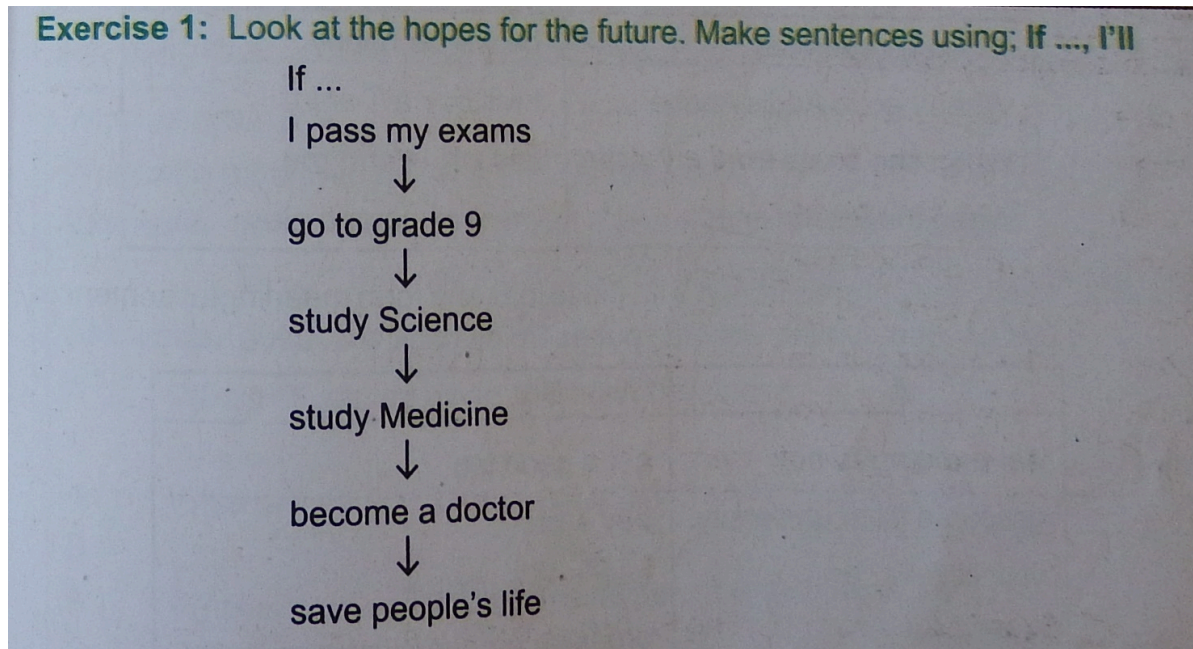 Exercise 1: Look at the hopes for the future. Make sentences using; If ..., I'll
If ...
I pass my exams
↓
go to grade 9
↓
study Science
↓
study Medicine
↓
become a doctor
↓
save people's life